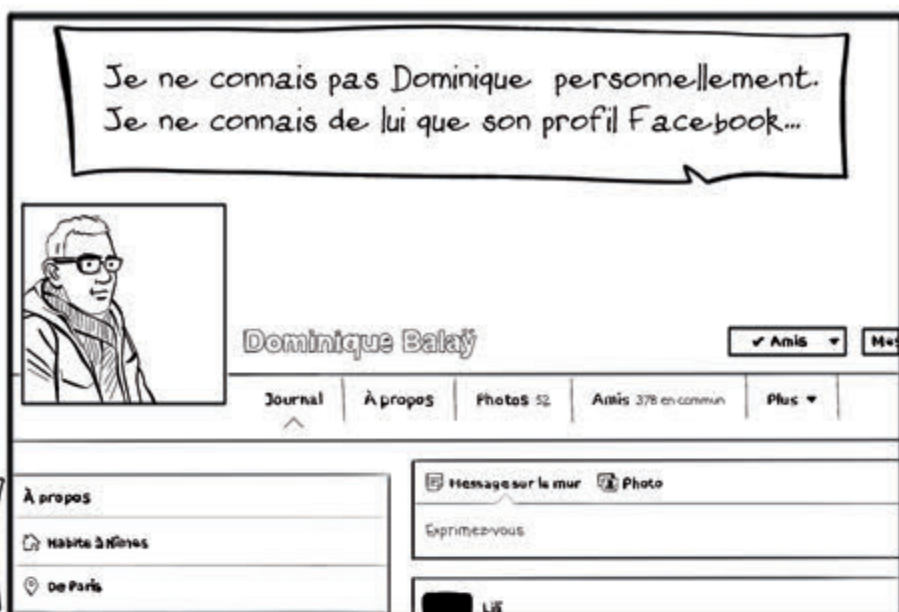 Je ne connais pas Dominique personnellement.
Je ne connais de lui que son profil Facebook...
Dominique Balaÿ
✓ Amis
Journal
À propos
Photos 52
Amis 378 en commun
Plus
À propos
Habite à Nîmes
De Paris
Message sur le mur
Photo
Exprimez-vous